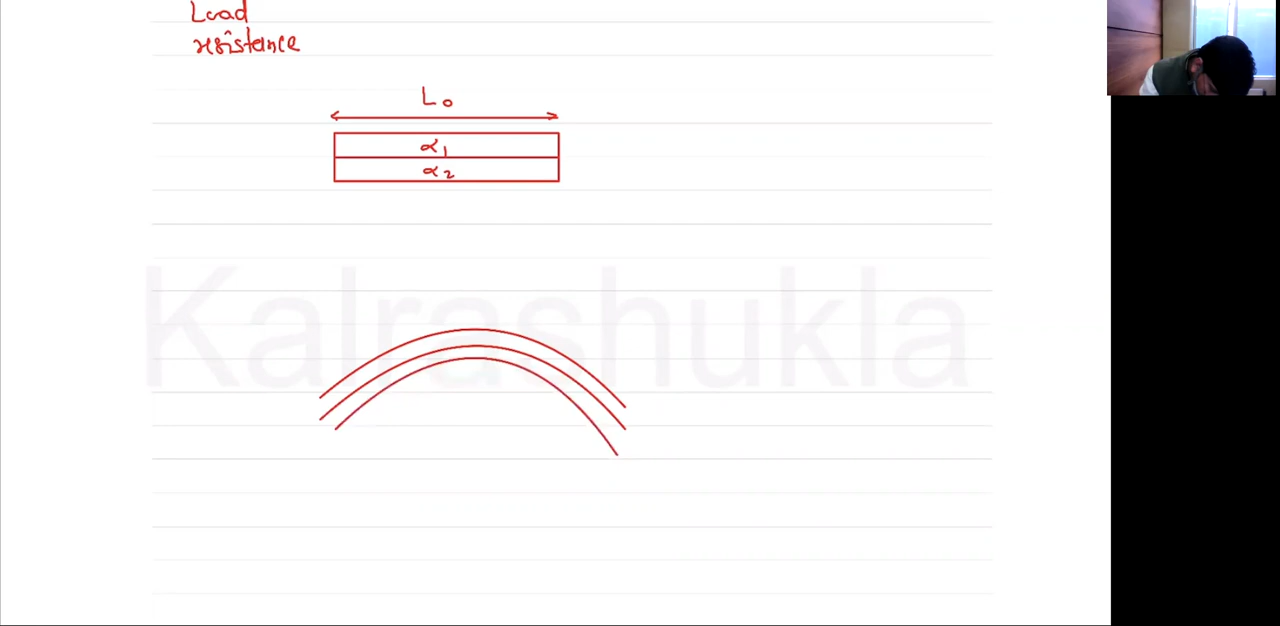 Load
resistance
L₀
α₁
α₂
Kalrashukla